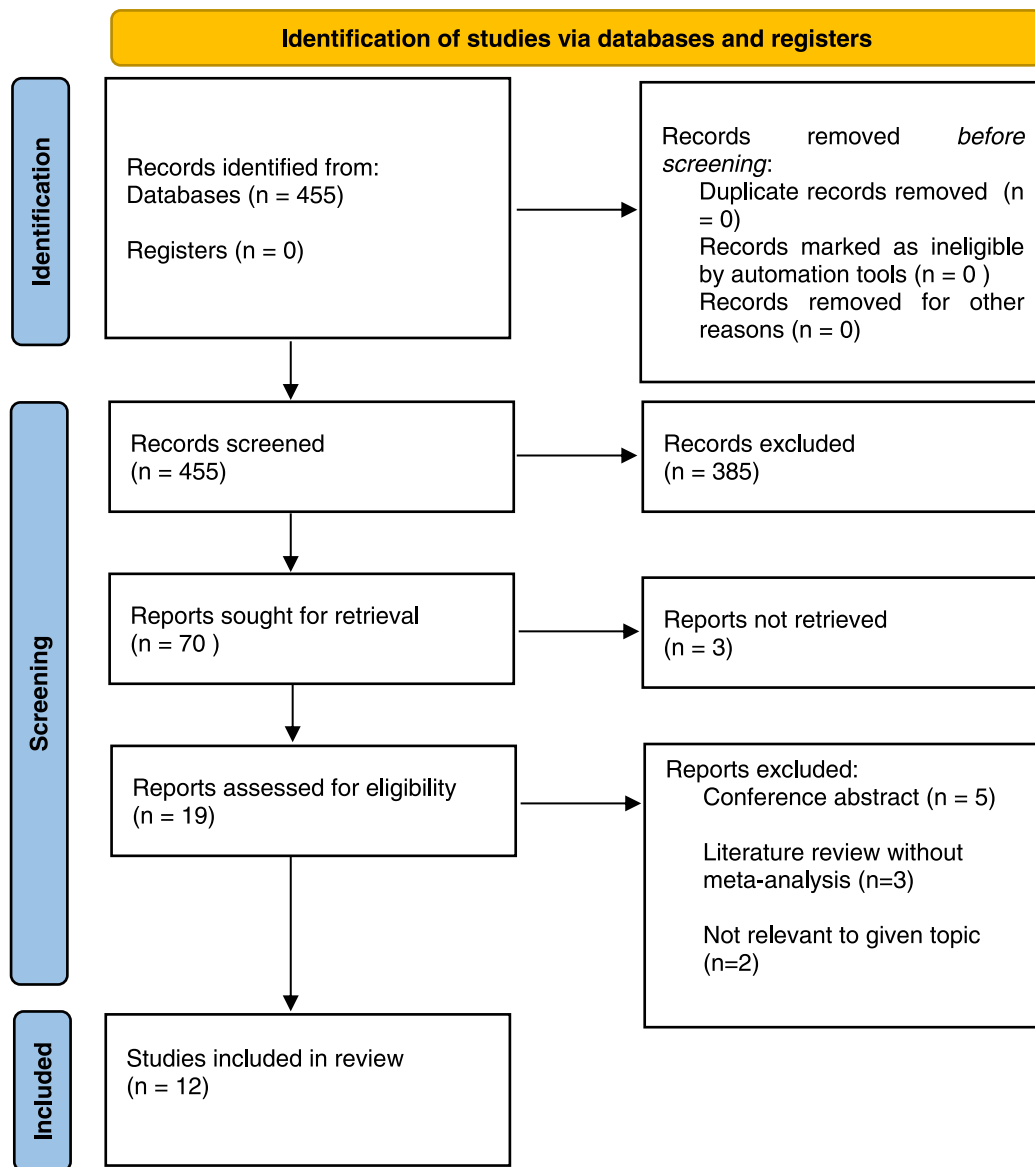 Identification of studies via databases and registers
Identification
Records identified from:
Databases (n = 455)
Registers (n = 0)
Records removed before
screening:
Duplicate records removed (n
= 0)
Records marked as ineligible
by automation tools (n = 0 )
Records removed for other
reasons (n = 0)
Screening
Records screened
(n = 455)
Records excluded
(n = 385)
Reports sought for retrieval
(n = 70 )
Reports not retrieved
(n = 3)
Reports assessed for eligibility
(n = 19)
Reports excluded:
Conference abstract (n = 5)
Literature review without
meta-analysis (n=3)
Not relevant to given topic
(n=2)
Included
Studies included in review
(n = 12)